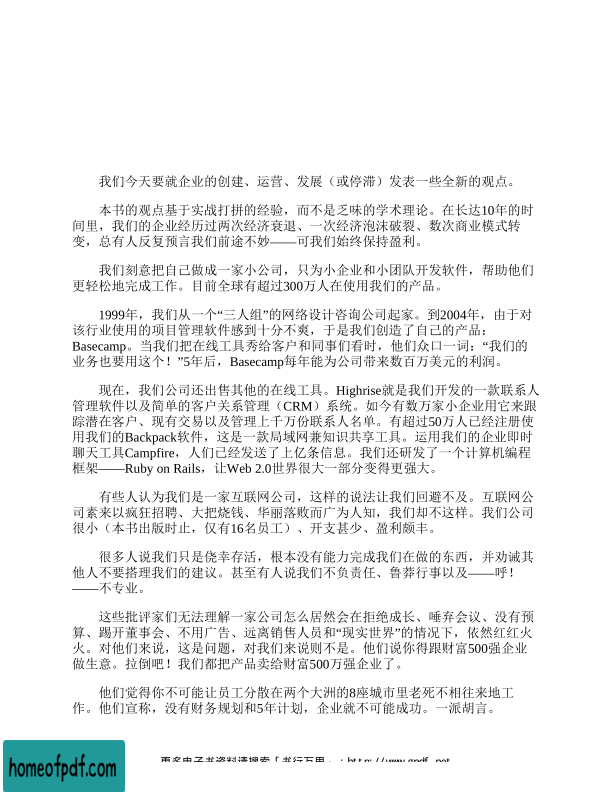 我们今天要就企业的创建、运营、发展（或停滞）发表一些全新的观点。
本书的观点基于实战打拼的经验，而不是乏味的学术理论。在长达10年的时
间里，我们的企业经历过两次经济衰退、一次经济泡沫破裂、数次商业模式转
变，总有人反复预言我们前途不妙——可我们始终保持盈利。
我们刻意把自己做成一家小公司，只为小企业和小团队开发软件，帮助他们
更轻松地完成工作。目前全球有超过300万人在使用我们的产品。
1999年，我们从一个“三人组”的网络设计咨询公司起家。到2004年，由于对
该行业使用的项目管理软件感到十分不爽，于是我们创造了自己的产品：
Basecamp。当我们把在线工具秀给客户和同事们看时，他们众口一词：“我们的
业务也要用这个！”5年后，Basecamp每年能为公司带来数百万美元的利润。
现在，我们公司还出售其他的在线工具。Highrise就是我们开发的一款联系人
管理软件以及简单的客户关系管理（CRM）系统。如今有数万家小企业用它来跟
踪潜在客户、现有交易以及管理上千万份联系人名单。有超过50万人已经注册使
用我们的Backpack软件，这是一款局域网兼知识共享工具。运用我们的企业即时
聊天工具Campfire，人们已经发送了上亿条信息。我们还研发了一个计算机编程
框架——Ruby on Rails，让Web 2.0世界很大一部分变得更强大。
有些人认为我们是一家互联网公司，这样的说法让我们回避不及。互联网公
司素来以疯狂招聘、大把烧钱、华丽落败而广为人知，我们却不这样。我们公司
很小（本书出版时止，仅有16名员工）、开支甚少、盈利颇丰。
很多人说我们只是侥幸存活，根本没有能力完成我们在做的东西，并劝诫其
他人不要搭理我们的建议。甚至有人说我们不负责任、鲁莽行事以及——呼！
——不专业。
这些批评家们无法理解一家公司怎么居然会在拒绝成长、唾弃会议、没有预
算、踢开董事会、不用广告、远离销售人员和“现实世界”的情况下，依然红红火
火。对他们来说，这是问题，对我们来说则不是。他们说你得跟财富500强企业
做生意。拉倒吧！我们都把产品卖给财富500万强企业了。
他们觉得你不可能让员工分散在两个大洲的8座城市里老死不相往来地工
作。他们宣称，没有财务规划和5年计划，企业就不可能成功。一派胡言。
更多电子书资料请搜索「书行万里」：http://www.gpdf.net
homeofpdf.com